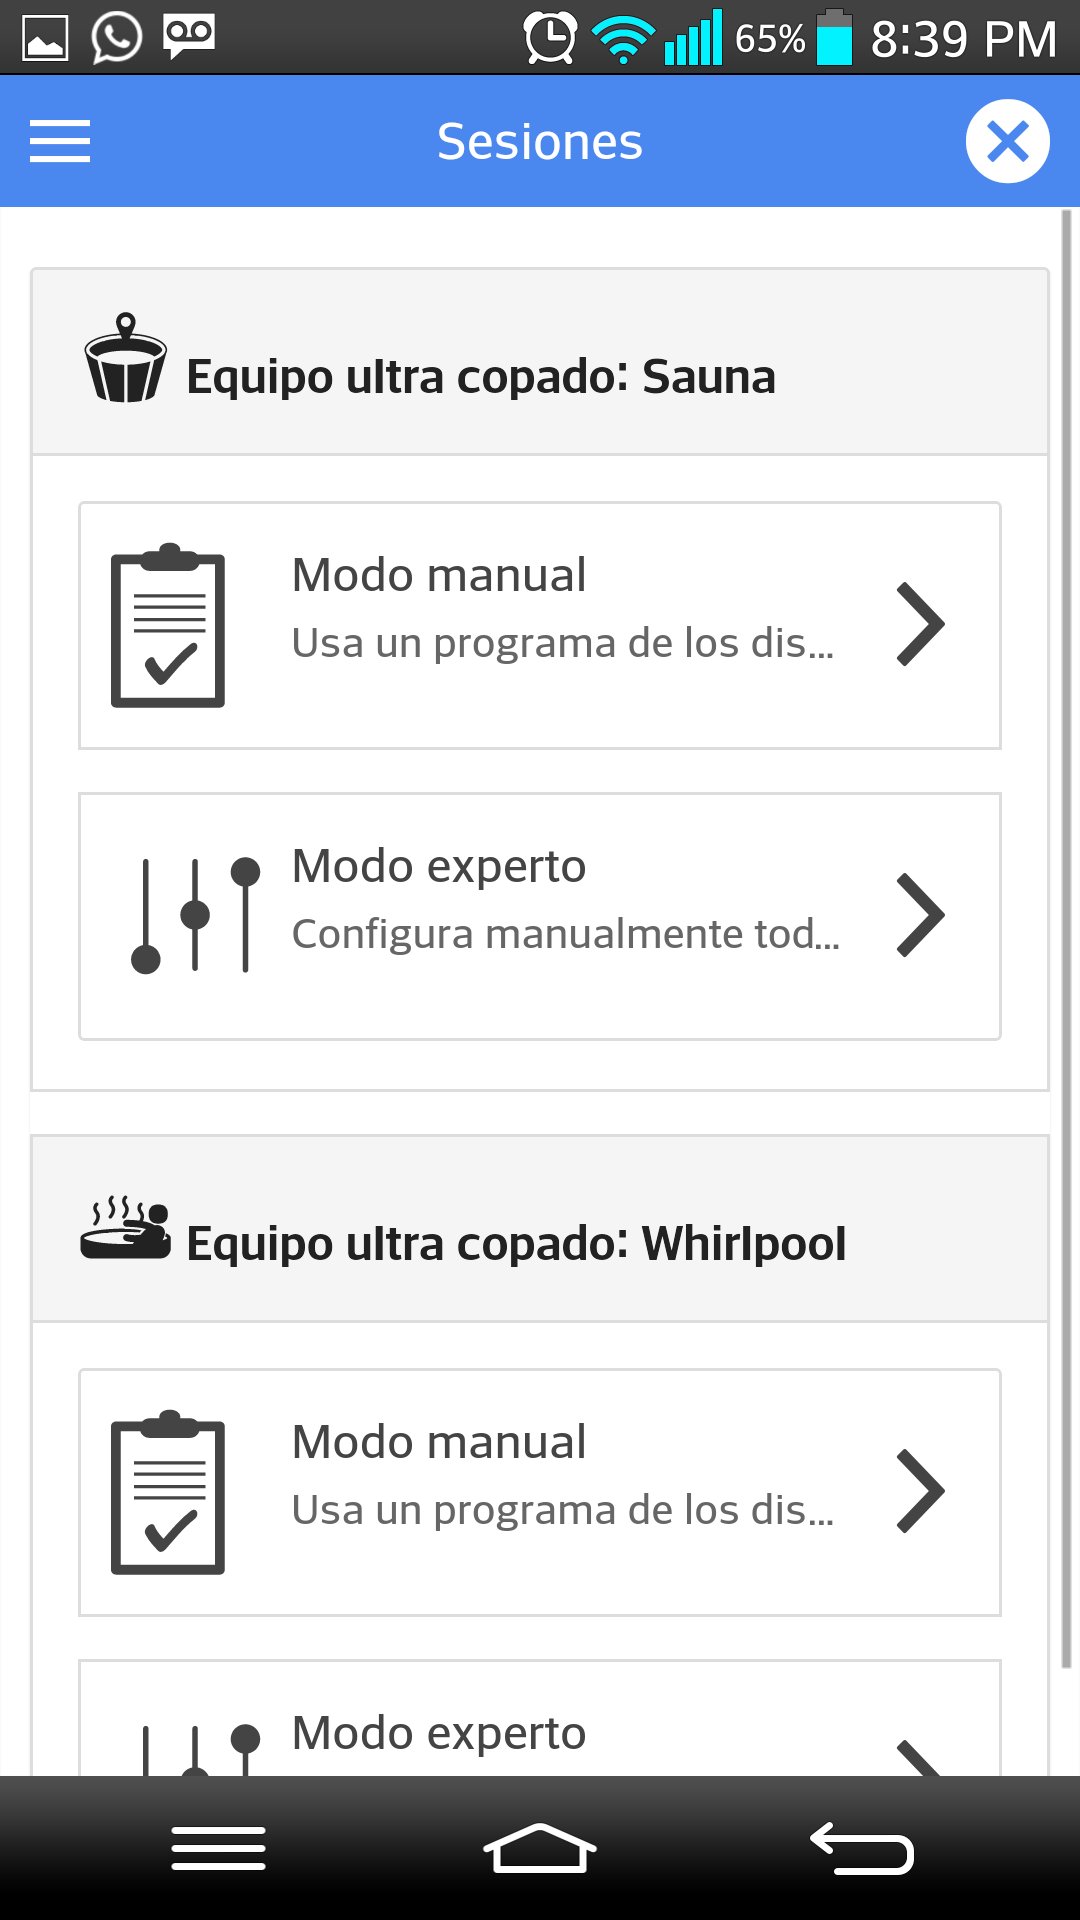 65% 8:39 PM
Sesiones
Equipo ultra copado: Sauna
Modo manual
Usa un programa de los dis...
Modo experto
Configura manualmente tod...
Equipo ultra copado: Whirlpool
Modo manual
Usa un programa de los dis...
Modo experto